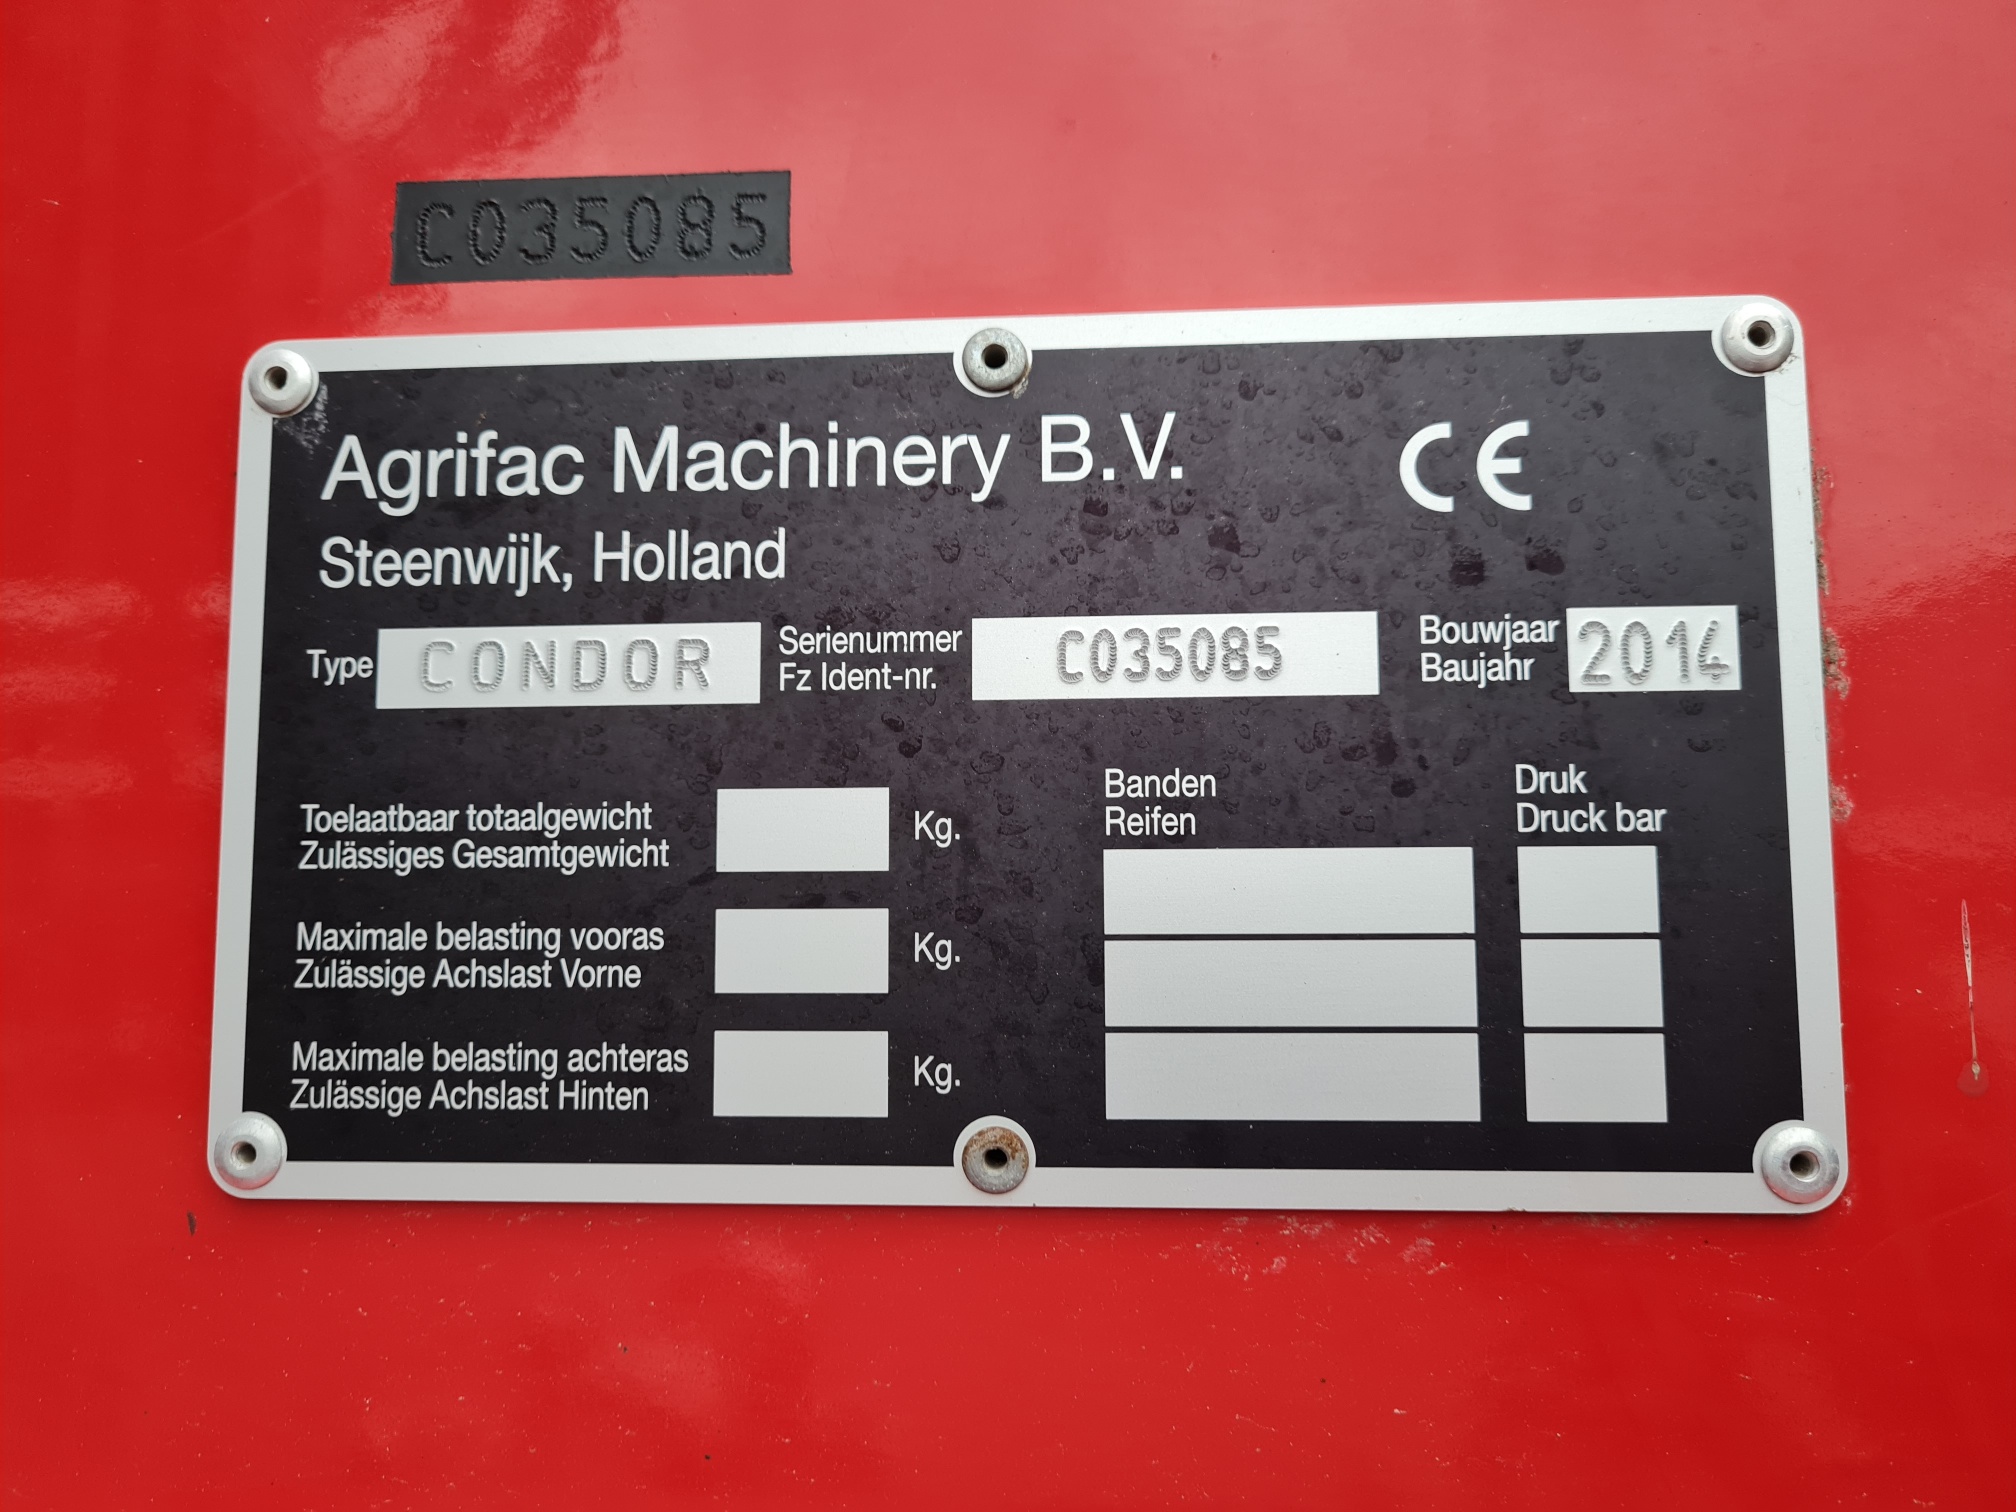 C035085
Agrifac Machinery B.V. CE
Steenwijk, Holland
Type CONDOR Serienummer Fz Ident-nr. C035085 Bouwjaar Baujahr 2014
Toelaatbaar totaalgewicht
Zulässiges Gesamtgewicht
Kg.
Banden
Reifen
Druk
Druck bar
Maximale belasting vooras
Zulässige Achslast Vorne
Kg.
Maximale belasting achteras
Zulässige Achslast Hinten
Kg.